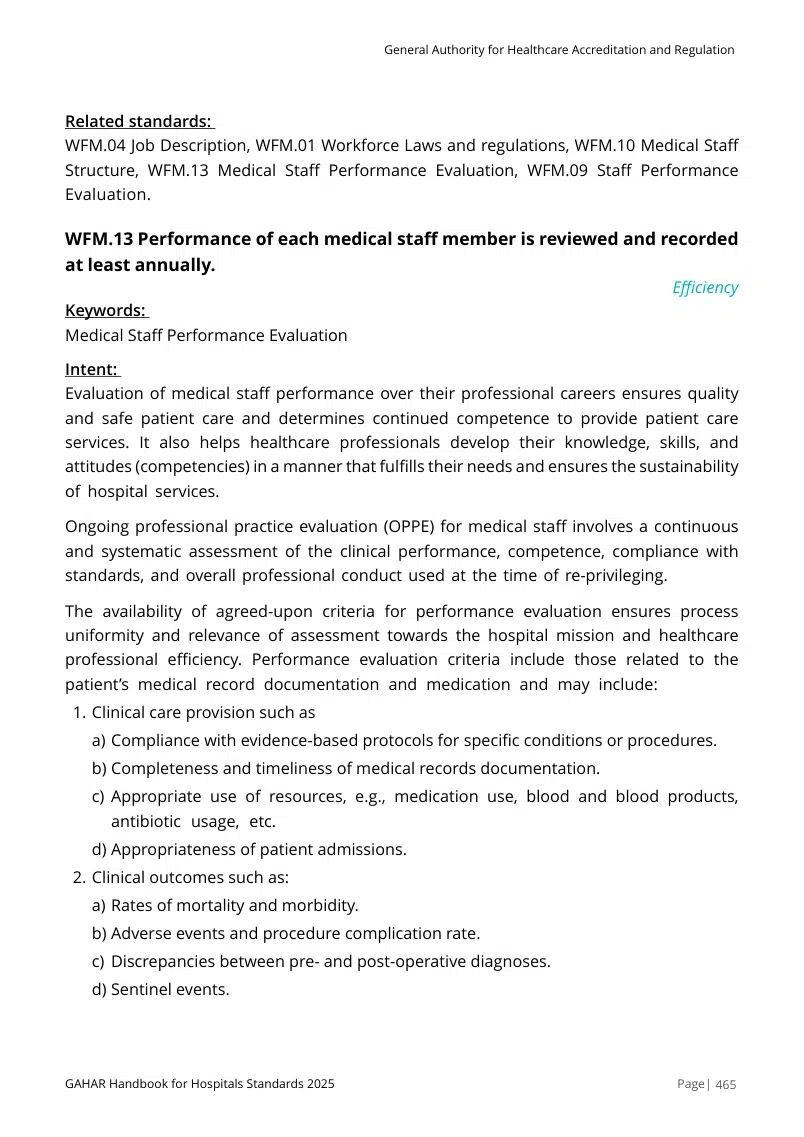 General Authority for Healthcare Accreditation and Regulation
Related standards:
WFM.04 Job Description, WFM.01 Workforce Laws and regulations, WFM.10 Medical Staff
Structure, WFM.13 Medical Staff Performance Evaluation, WFM.09 Staff Performance
Evaluation.
WFM.13 Performance of each medical staff member is reviewed and recorded
at least annually.
Efficiency
Keywords:
Medical Staff Performance Evaluation
Intent:
Evaluation of medical staff performance over their professional careers ensures quality
and safe patient care and determines continued competence to provide patient care
services. It also helps healthcare professionals develop their knowledge, skills, and
attitudes (competencies) in a manner that fulfills their needs and ensures the sustainability
of hospital services.
Ongoing professional practice evaluation (OPPE) for medical staff involves a continuous
and systematic assessment of the clinical performance, competence, compliance with
standards, and overall professional conduct used at the time of re-privileging.
The availability of agreed-upon criteria for performance evaluation ensures process
uniformity and relevance of assessment towards the hospital mission and healthcare
professional efficiency. Performance evaluation criteria include those related to the
patient’s medical record documentation and medication and may include:
1. Clinical care provision such as
a) Compliance with evidence-based protocols for specific conditions or procedures.
b) Completeness and timeliness of medical records documentation.
c) Appropriate use of resources, e.g., medication use, blood and blood products,
antibiotic usage, etc.
d) Appropriateness of patient admissions.
2. Clinical outcomes such as:
a) Rates of mortality and morbidity.
b) Adverse events and procedure complication rate.
c) Discrepancies between pre- and post-operative diagnoses.
d) Sentinel events.
GAHAR Handbook for Hospitals Standards 2025
Page| 465